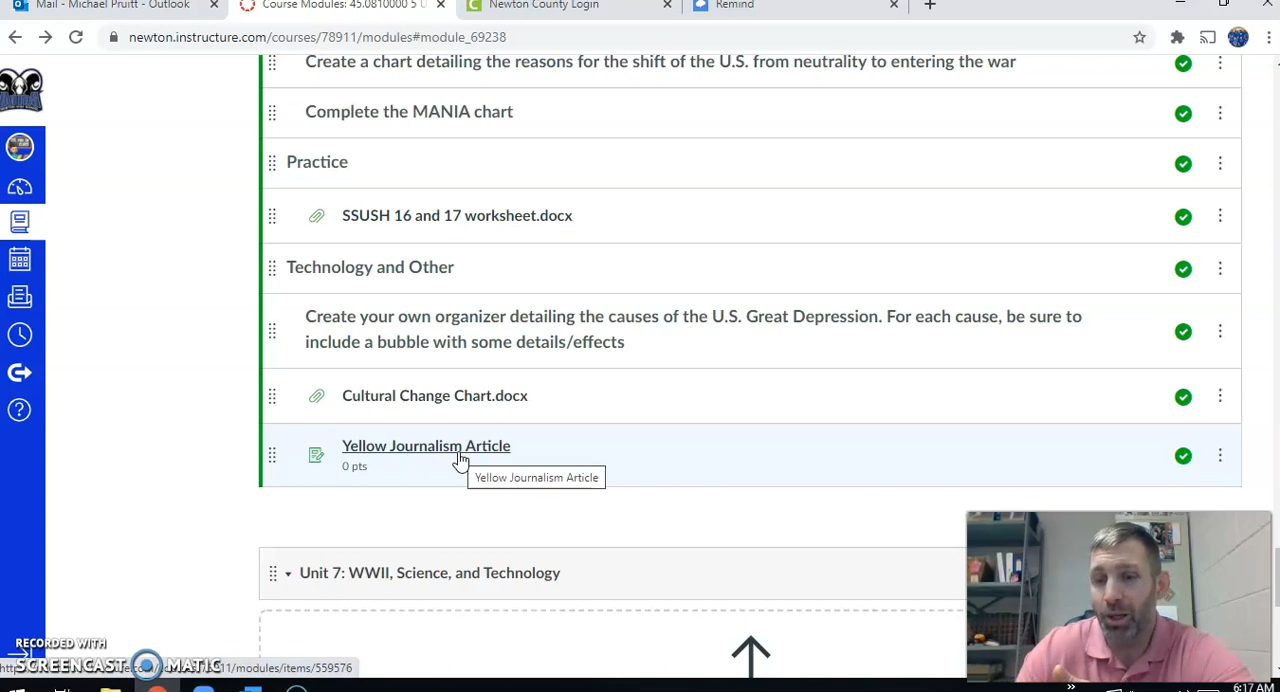 Mail - Michael Pruitt - Outlook
Course Modules: 45.0810000 5 U
Newton County Login
Remind
newton.instructure.com/courses/78911/modules#module_69238
Create a chart detailing the reasons for the shift of the U.S. from neutrality to entering the war
Complete the MANIA chart
Practice
SSUSH 16 and 17 worksheet.docx
Technology and Other
Create your own organizer detailing the causes of the U.S. Great Depression. For each cause, be sure to
include a bubble with some details/effects
Cultural Change Chart.docx
Yellow Journalism Article
0 pts
Yellow Journalism Article
Unit 7: WWII, Science, and Technology
RECORDED WITH
SCREENCAST MATIC
11/modules/items/559576
6:17 AM